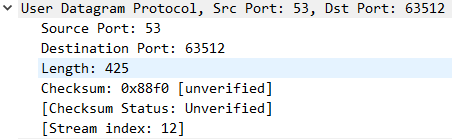 User Datagram Protocol, Src Port: 53, Dst Port: 63512
Source Port: 53
Destination Port: 63512
Length: 425
Checksum: 0x88f0 [unverified]
[Checksum Status: Unverified]
[Stream index: 12]